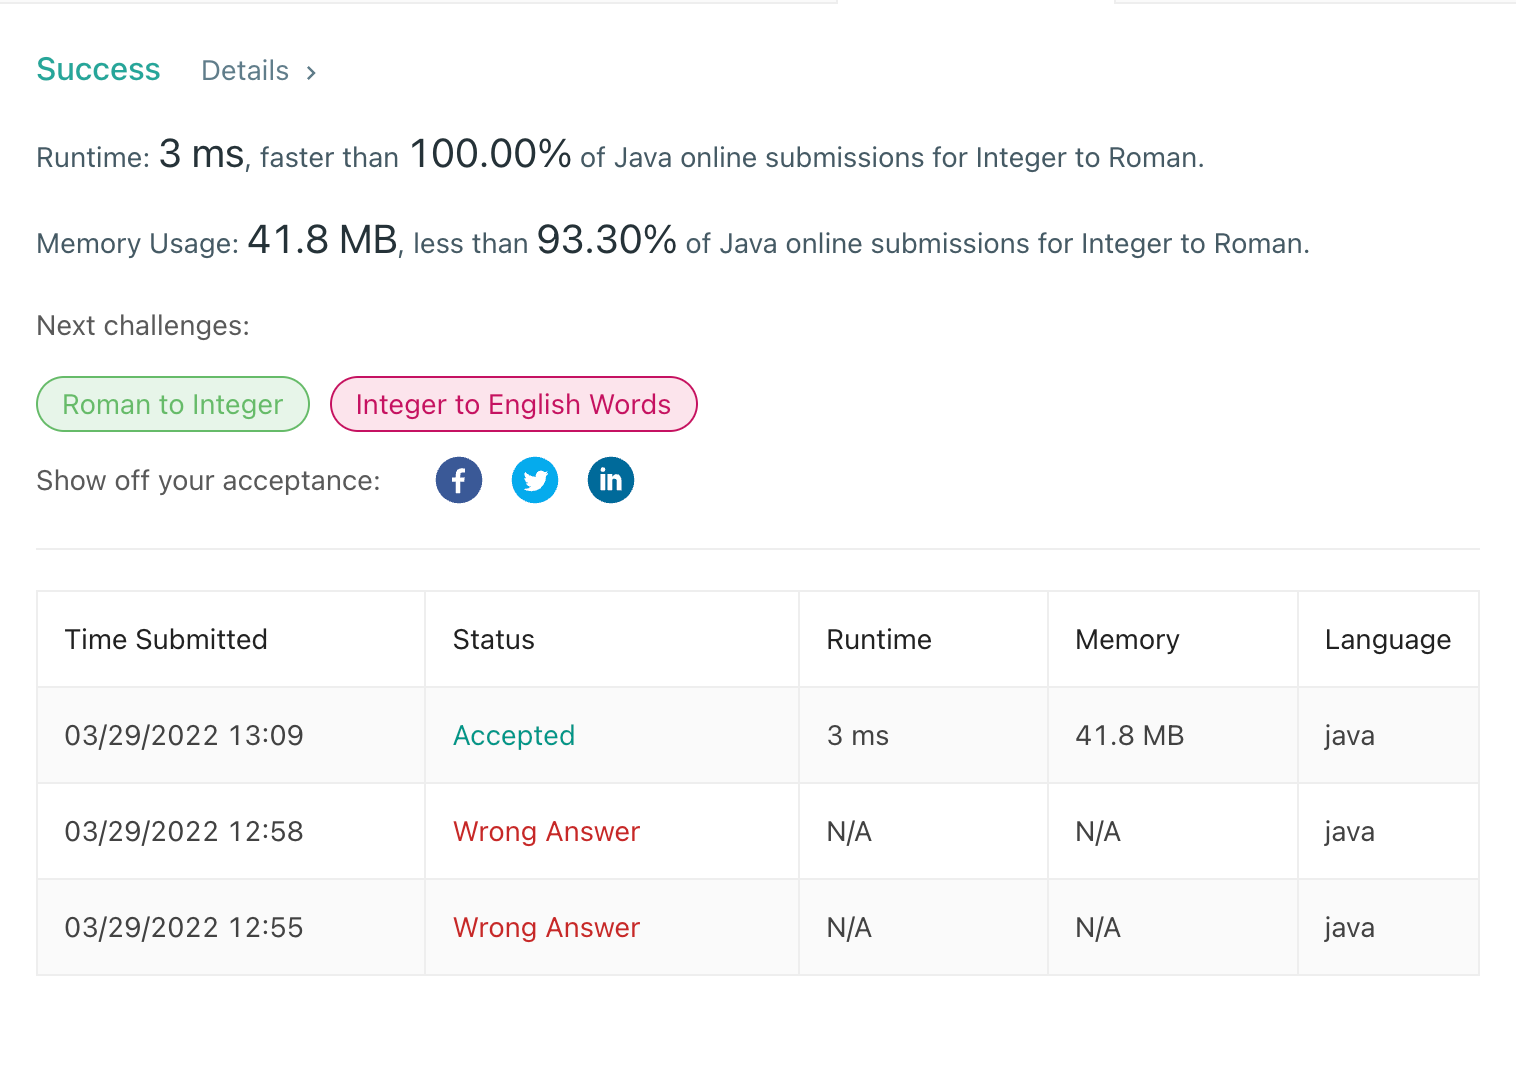 Success Details >
Runtime: 3 ms, faster than 100.00% of Java online submissions for Integer to Roman.
Memory Usage: 41.8 MB, less than 93.30% of Java online submissions for Integer to Roman.
Next challenges:
Roman to Integer Integer to English Words
Show off your acceptance: f in
Time Submitted Status Runtime Memory Language
03/29/2022 13:09 Accepted 3 ms 41.8 MB java
03/29/2022 12:58 Wrong Answer N/A N/A java
03/29/2022 12:55 Wrong Answer N/A N/A java